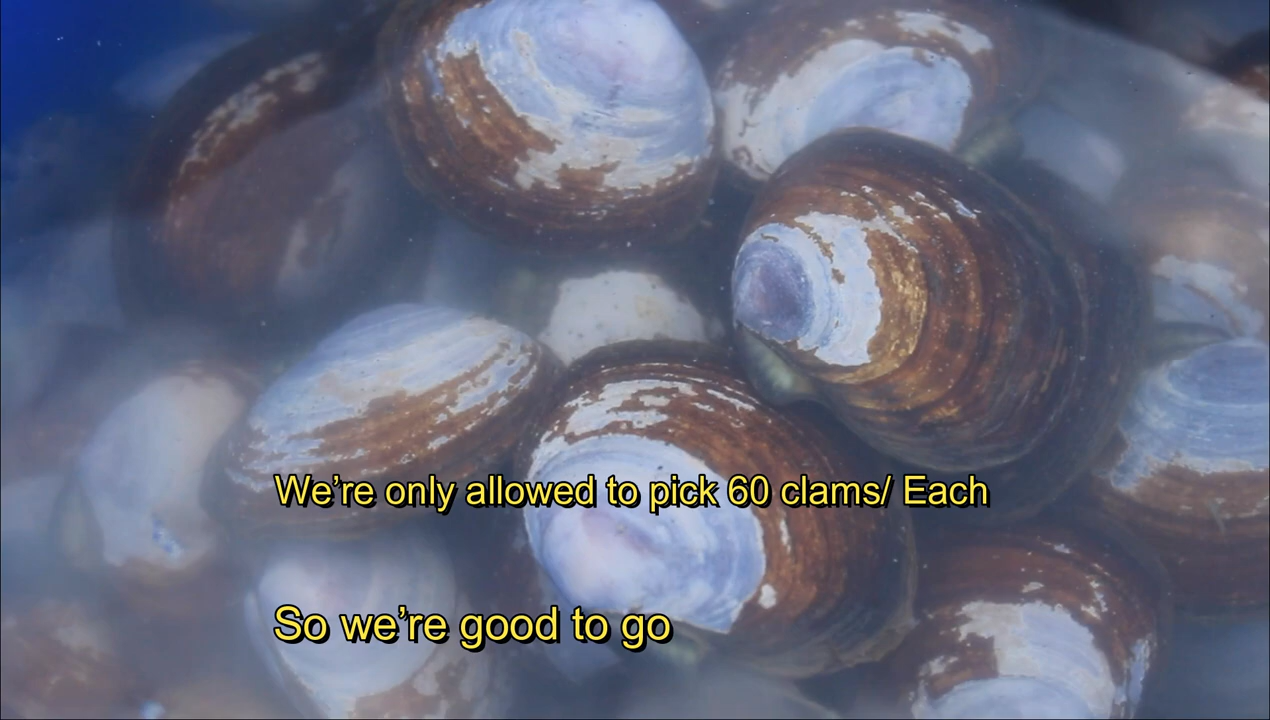 We’re only allowed to pick 60 clams/ Each
So we’re good to go